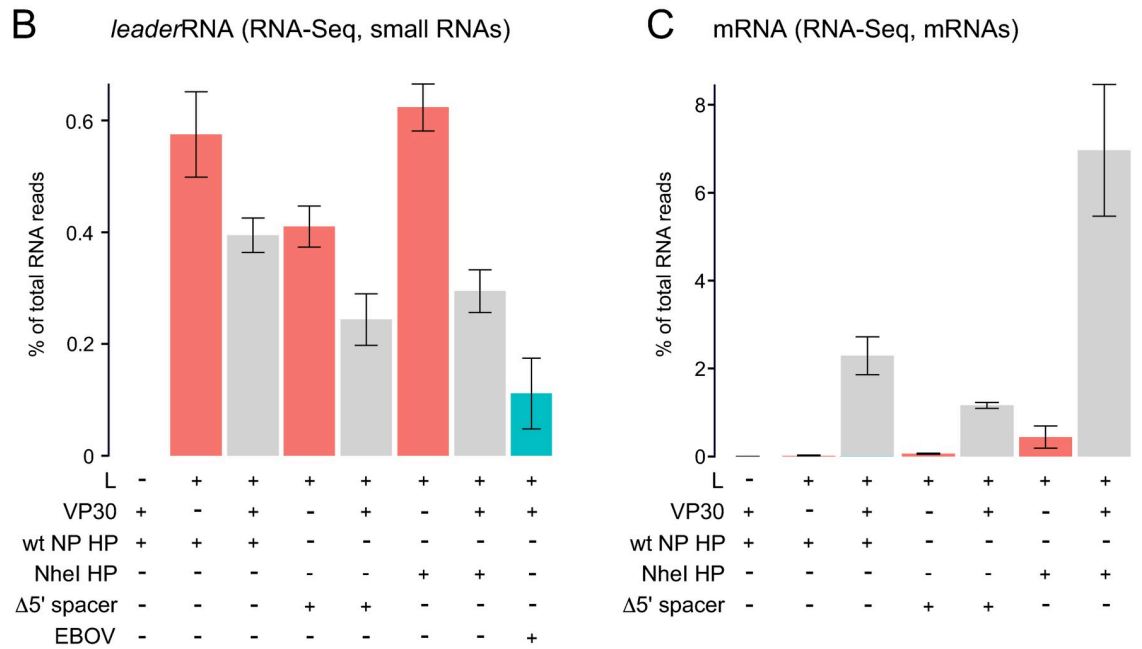 B
leaderRNA (RNA-Seq, small RNAs)
% of total RNA reads
0.6
0.4
0.2
0
L - + + + + + + +
VP30 + - + - + - + +
wt NP HP + + + - - - - -
NheI HP - - - - - + + -
Δ5' spacer - - - + + - - -
EBOV - - - - - - - +
C
mRNA (RNA-Seq, mRNAs)
% of total RNA reads
8
6
4
2
0
L - + + + + + +
VP30 + - + - + - +
wt NP HP + + + - - - -
NheI HP - - - - - + +
Δ5' spacer - - - + + - -